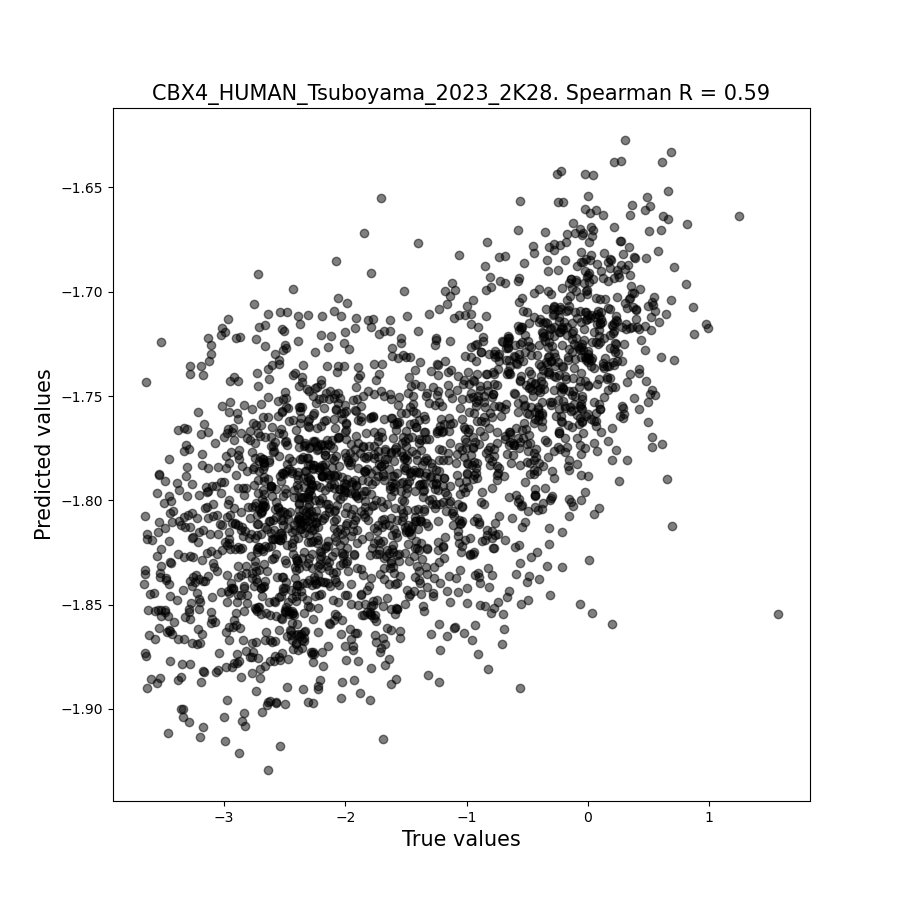 CBX4_HUMAN_Tsuboyama_2023_2K28. Spearman R = 0.59
Predicted values
−1.65
−1.70
−1.75
−1.80
−1.85
−1.90
−3 −2 −1 0 1
True values